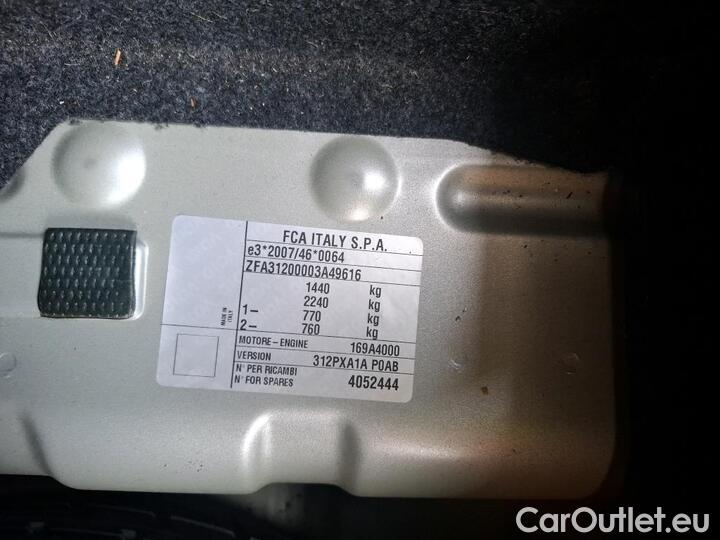 FCA ITALY S.P.A.
e3*2007/46*0064
ZFA31200003A49616
1440 kg
2240 kg
1- 770 kg
2- 760 kg
MADE IN
ITALY
MOTORE-ENGINE 169A4000
VERSION 312PXA1A P0AB
N° PER RICAMBI
N° FOR SPARES 4052444
CarOutlet.eu